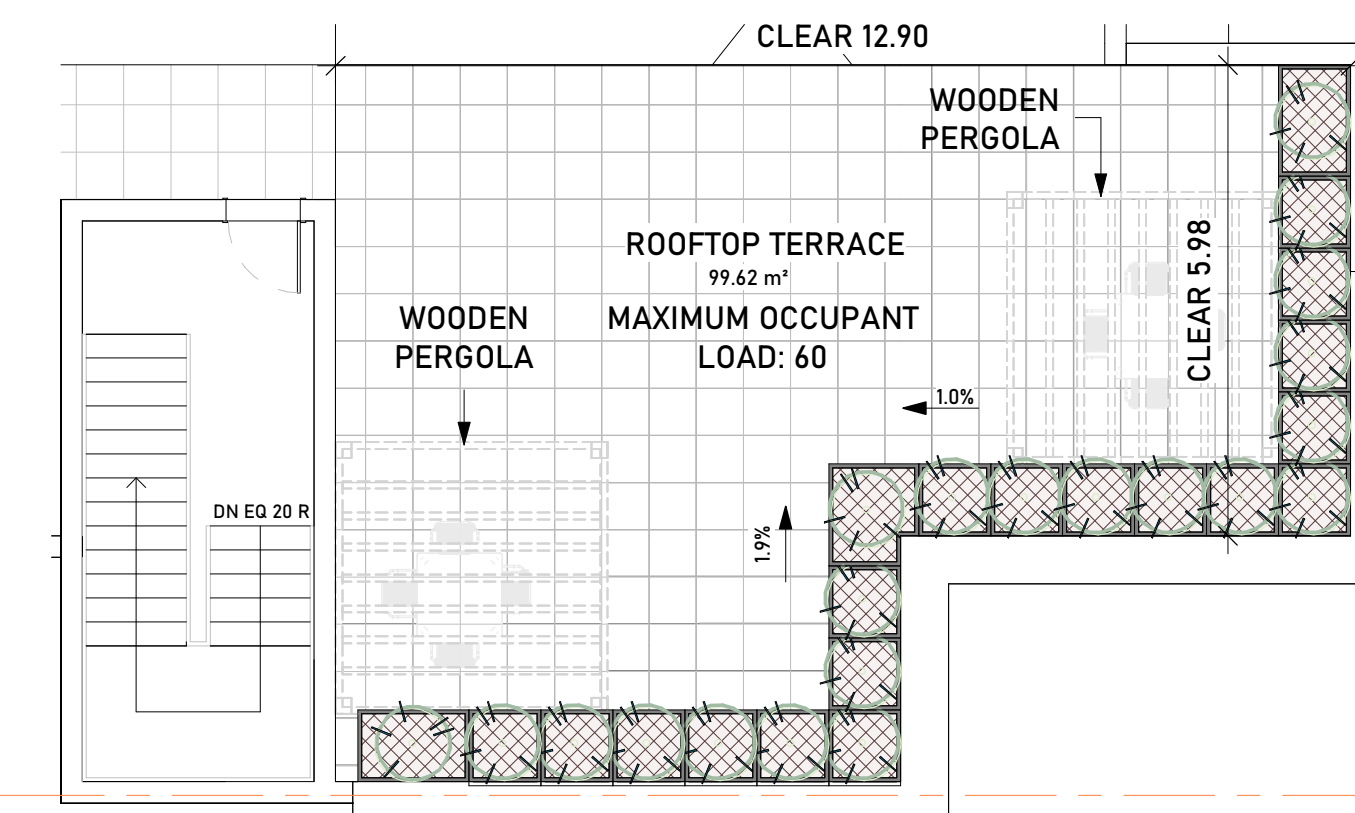 CLEAR 12.90
WOODEN
PERGOLA
ROOFTOP TERRACE
99.62 m²
CLEAR 5.98
WOODEN
PERGOLA
MAXIMUM OCCUPANT
LOAD: 60
1.0%
DN EQ 20 R
1.9%